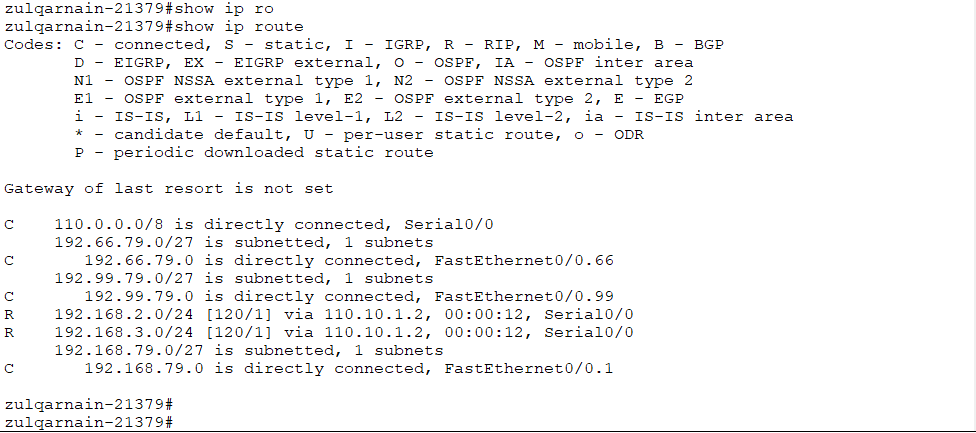 zulqarnain-21379#show ip ro
zulqarnain-21379#show ip route
Codes: C - connected, S - static, I - IGRP, R - RIP, M - mobile, B - BGP
       D - EIGRP, EX - EIGRP external, O - OSPF, IA - OSPF inter area
       N1 - OSPF NSSA external type 1, N2 - OSPF NSSA external type 2
       E1 - OSPF external type 1, E2 - OSPF external type 2, E - EGP
       i - IS-IS, L1 - IS-IS level-1, L2 - IS-IS level-2, ia - IS-IS inter area
       * - candidate default, U - per-user static route, o - ODR
       P - periodic downloaded static route

Gateway of last resort is not set

C    110.0.0.0/8 is directly connected, Serial0/0
     192.66.79.0/27 is subnetted, 1 subnets
C       192.66.79.0 is directly connected, FastEthernet0/0.66
     192.99.79.0/27 is subnetted, 1 subnets
C       192.99.79.0 is directly connected, FastEthernet0/0.99
R    192.168.2.0/24 [120/1] via 110.10.1.2, 00:00:12, Serial0/0
R    192.168.3.0/24 [120/1] via 110.10.1.2, 00:00:12, Serial0/0
     192.168.79.0/27 is subnetted, 1 subnets
C       192.168.79.0 is directly connected, FastEthernet0/0.1

zulqarnain-21379#
zulqarnain-21379#